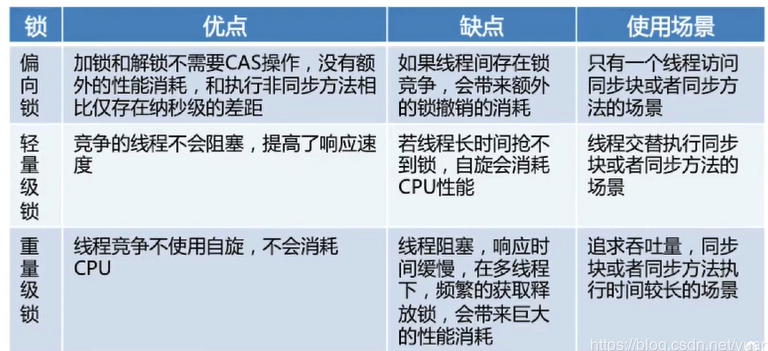 锁 优点 缺点 使用场景
偏
向
锁
加锁和解锁不需要CAS操作，没有额
外的性能消耗，和执行非同步方法相
比仅存在纳秒级的差距
如果线程间存在锁
竞争，会带来额外
的锁撤销的消耗
只有一个线程访问
同步块或者同步方
法的场景
轻
量
级
锁
竞争的线程不会阻塞，提高了响应速
度
若线程长时间抢不
到锁，自旋会消耗
CPU性能
线程交替执行同步
块或者同步方法的
场景
重
量
级
锁
线程竞争不使用自旋，不会消耗
CPU
线程阻塞，响应时
间缓慢，在多线程
下，频繁的获取释
放锁，会带来巨大
的性能消耗
追求吞吐量，同步
块或者同步方法执
行时间较长的场景
https://blog.csdn.net/